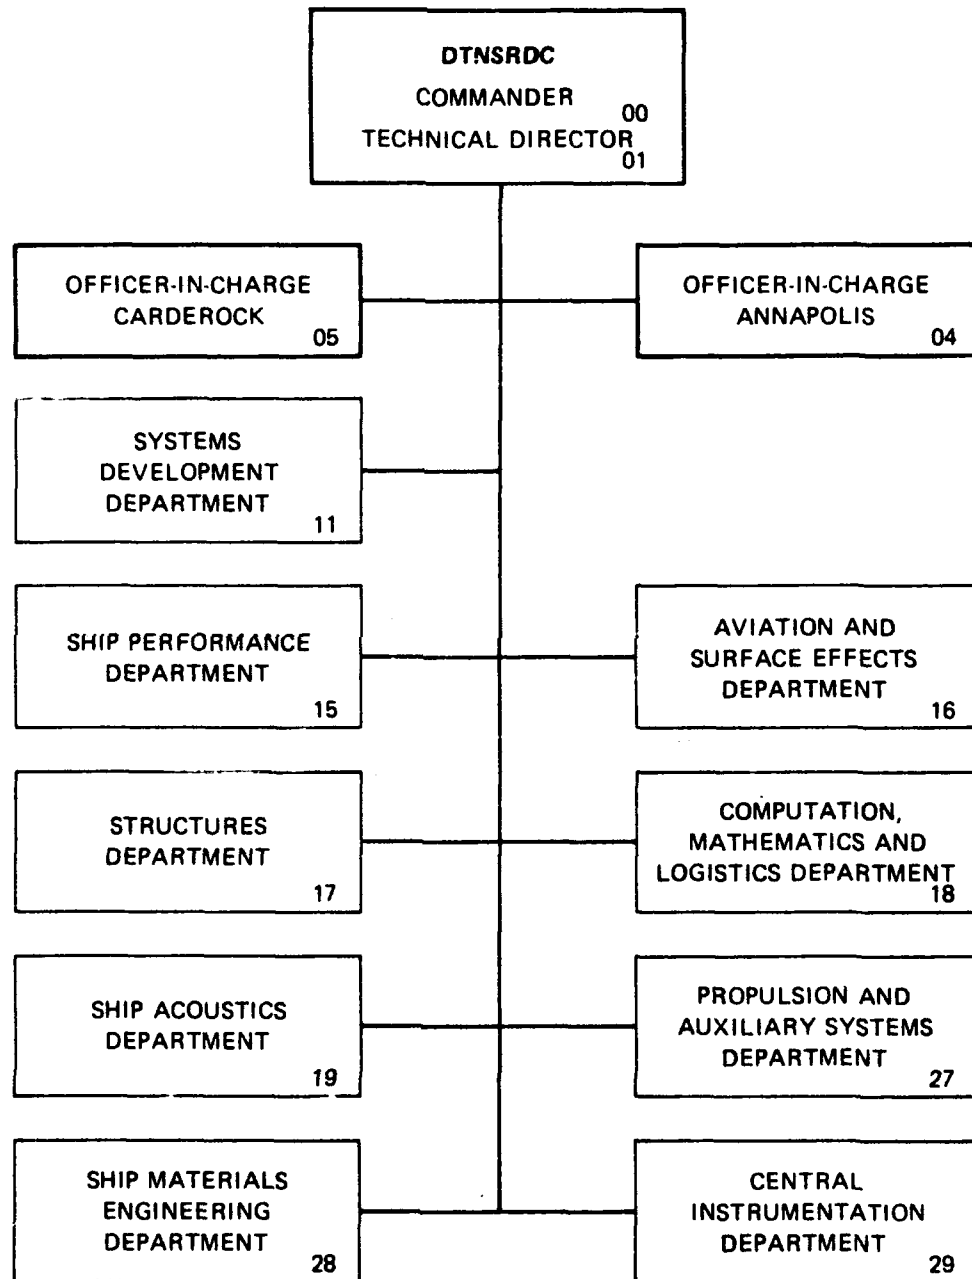 DTNSRDC
COMMANDER
00
TECHNICAL DIRECTOR
01
OFFICER-IN-CHARGE
CARDEROCK
05
OFFICER-IN-CHARGE
ANNAPOLIS
04
SYSTEMS
DEVELOPMENT
DEPARTMENT
11
SHIP PERFORMANCE
DEPARTMENT
15
AVIATION AND
SURFACE EFFECTS
DEPARTMENT
16
STRUCTURES
DEPARTMENT
17
COMPUTATION,
MATHEMATICS AND
LOGISTICS DEPARTMENT
18
SHIP ACOUSTICS
DEPARTMENT
19
PROPULSION AND
AUXILIARY SYSTEMS
DEPARTMENT
27
SHIP MATERIALS
ENGINEERING
DEPARTMENT
28
CENTRAL
INSTRUMENTATION
DEPARTMENT
29